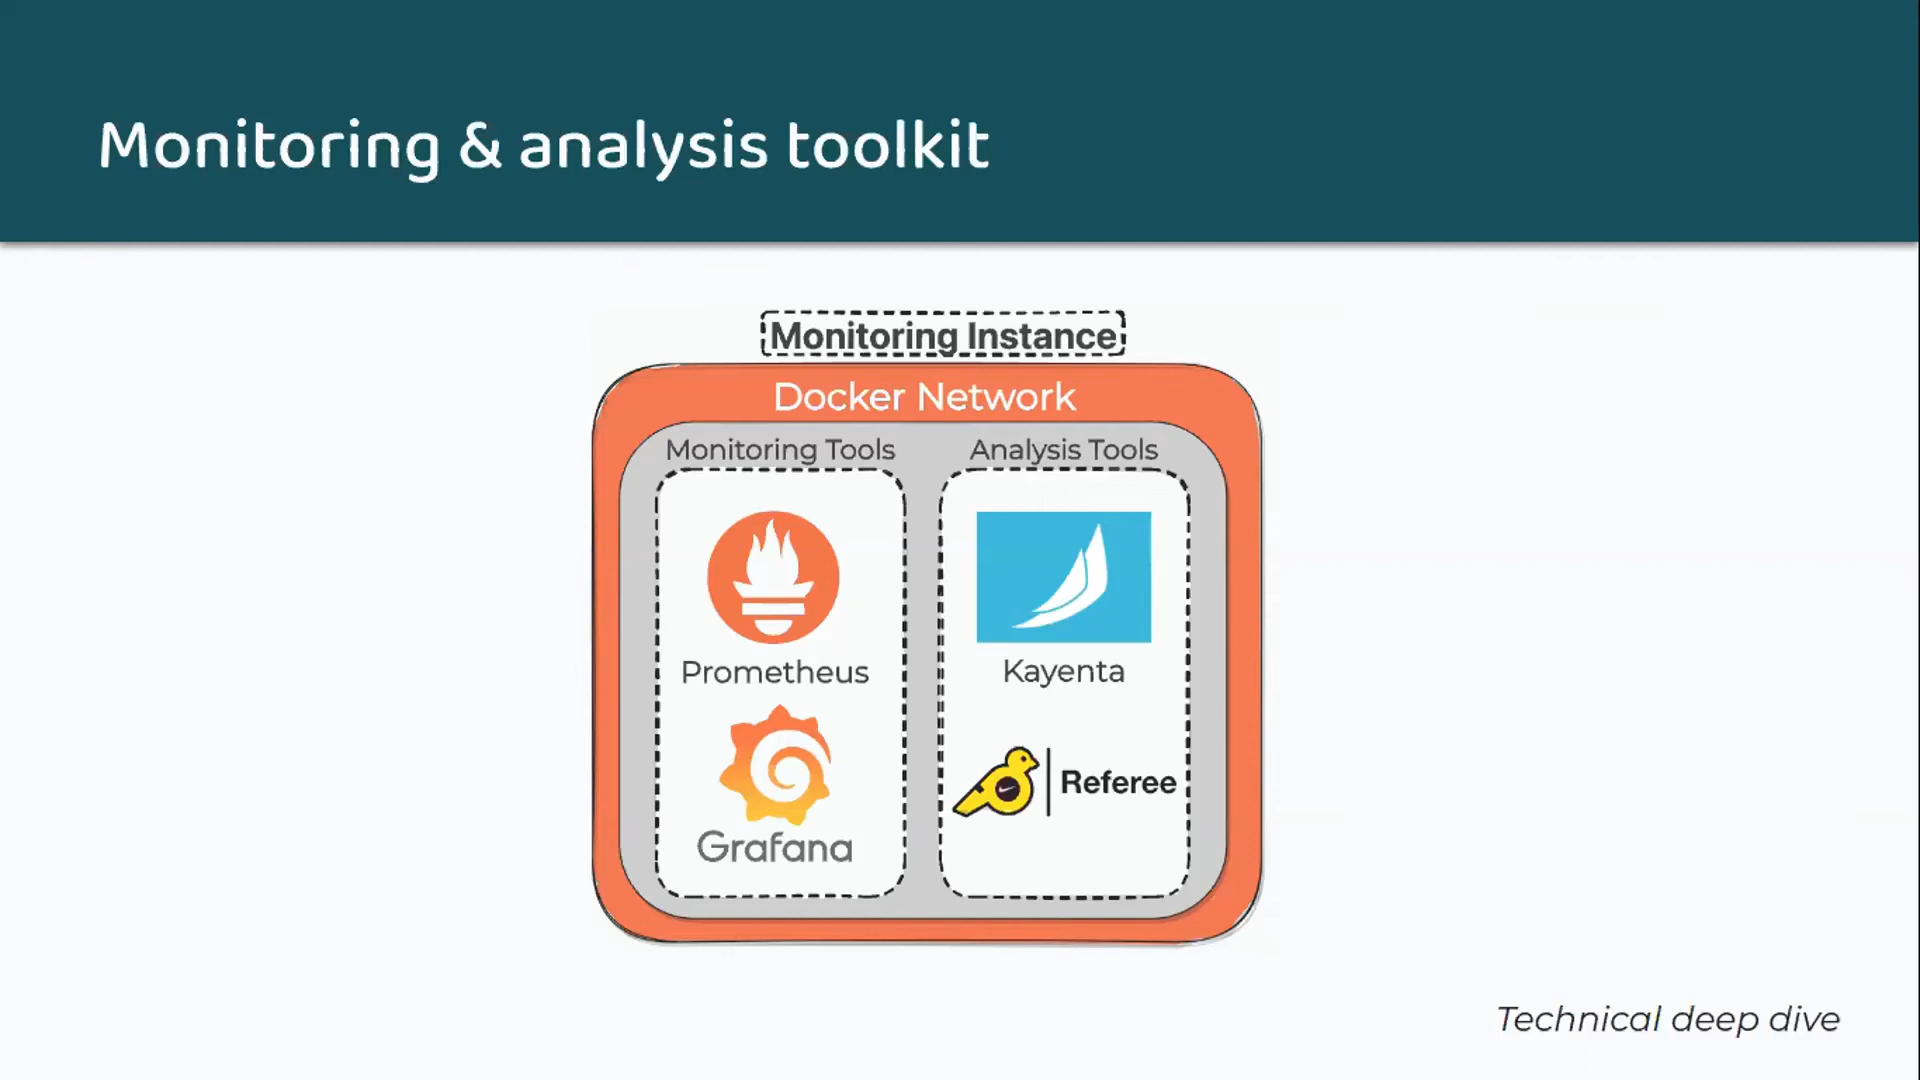 Monitoring & analysis toolkit
Monitoring Instance
Docker Network
Monitoring Tools
Analysis Tools
Prometheus
Kayenta
Referee
Grafana
Technical deep dive